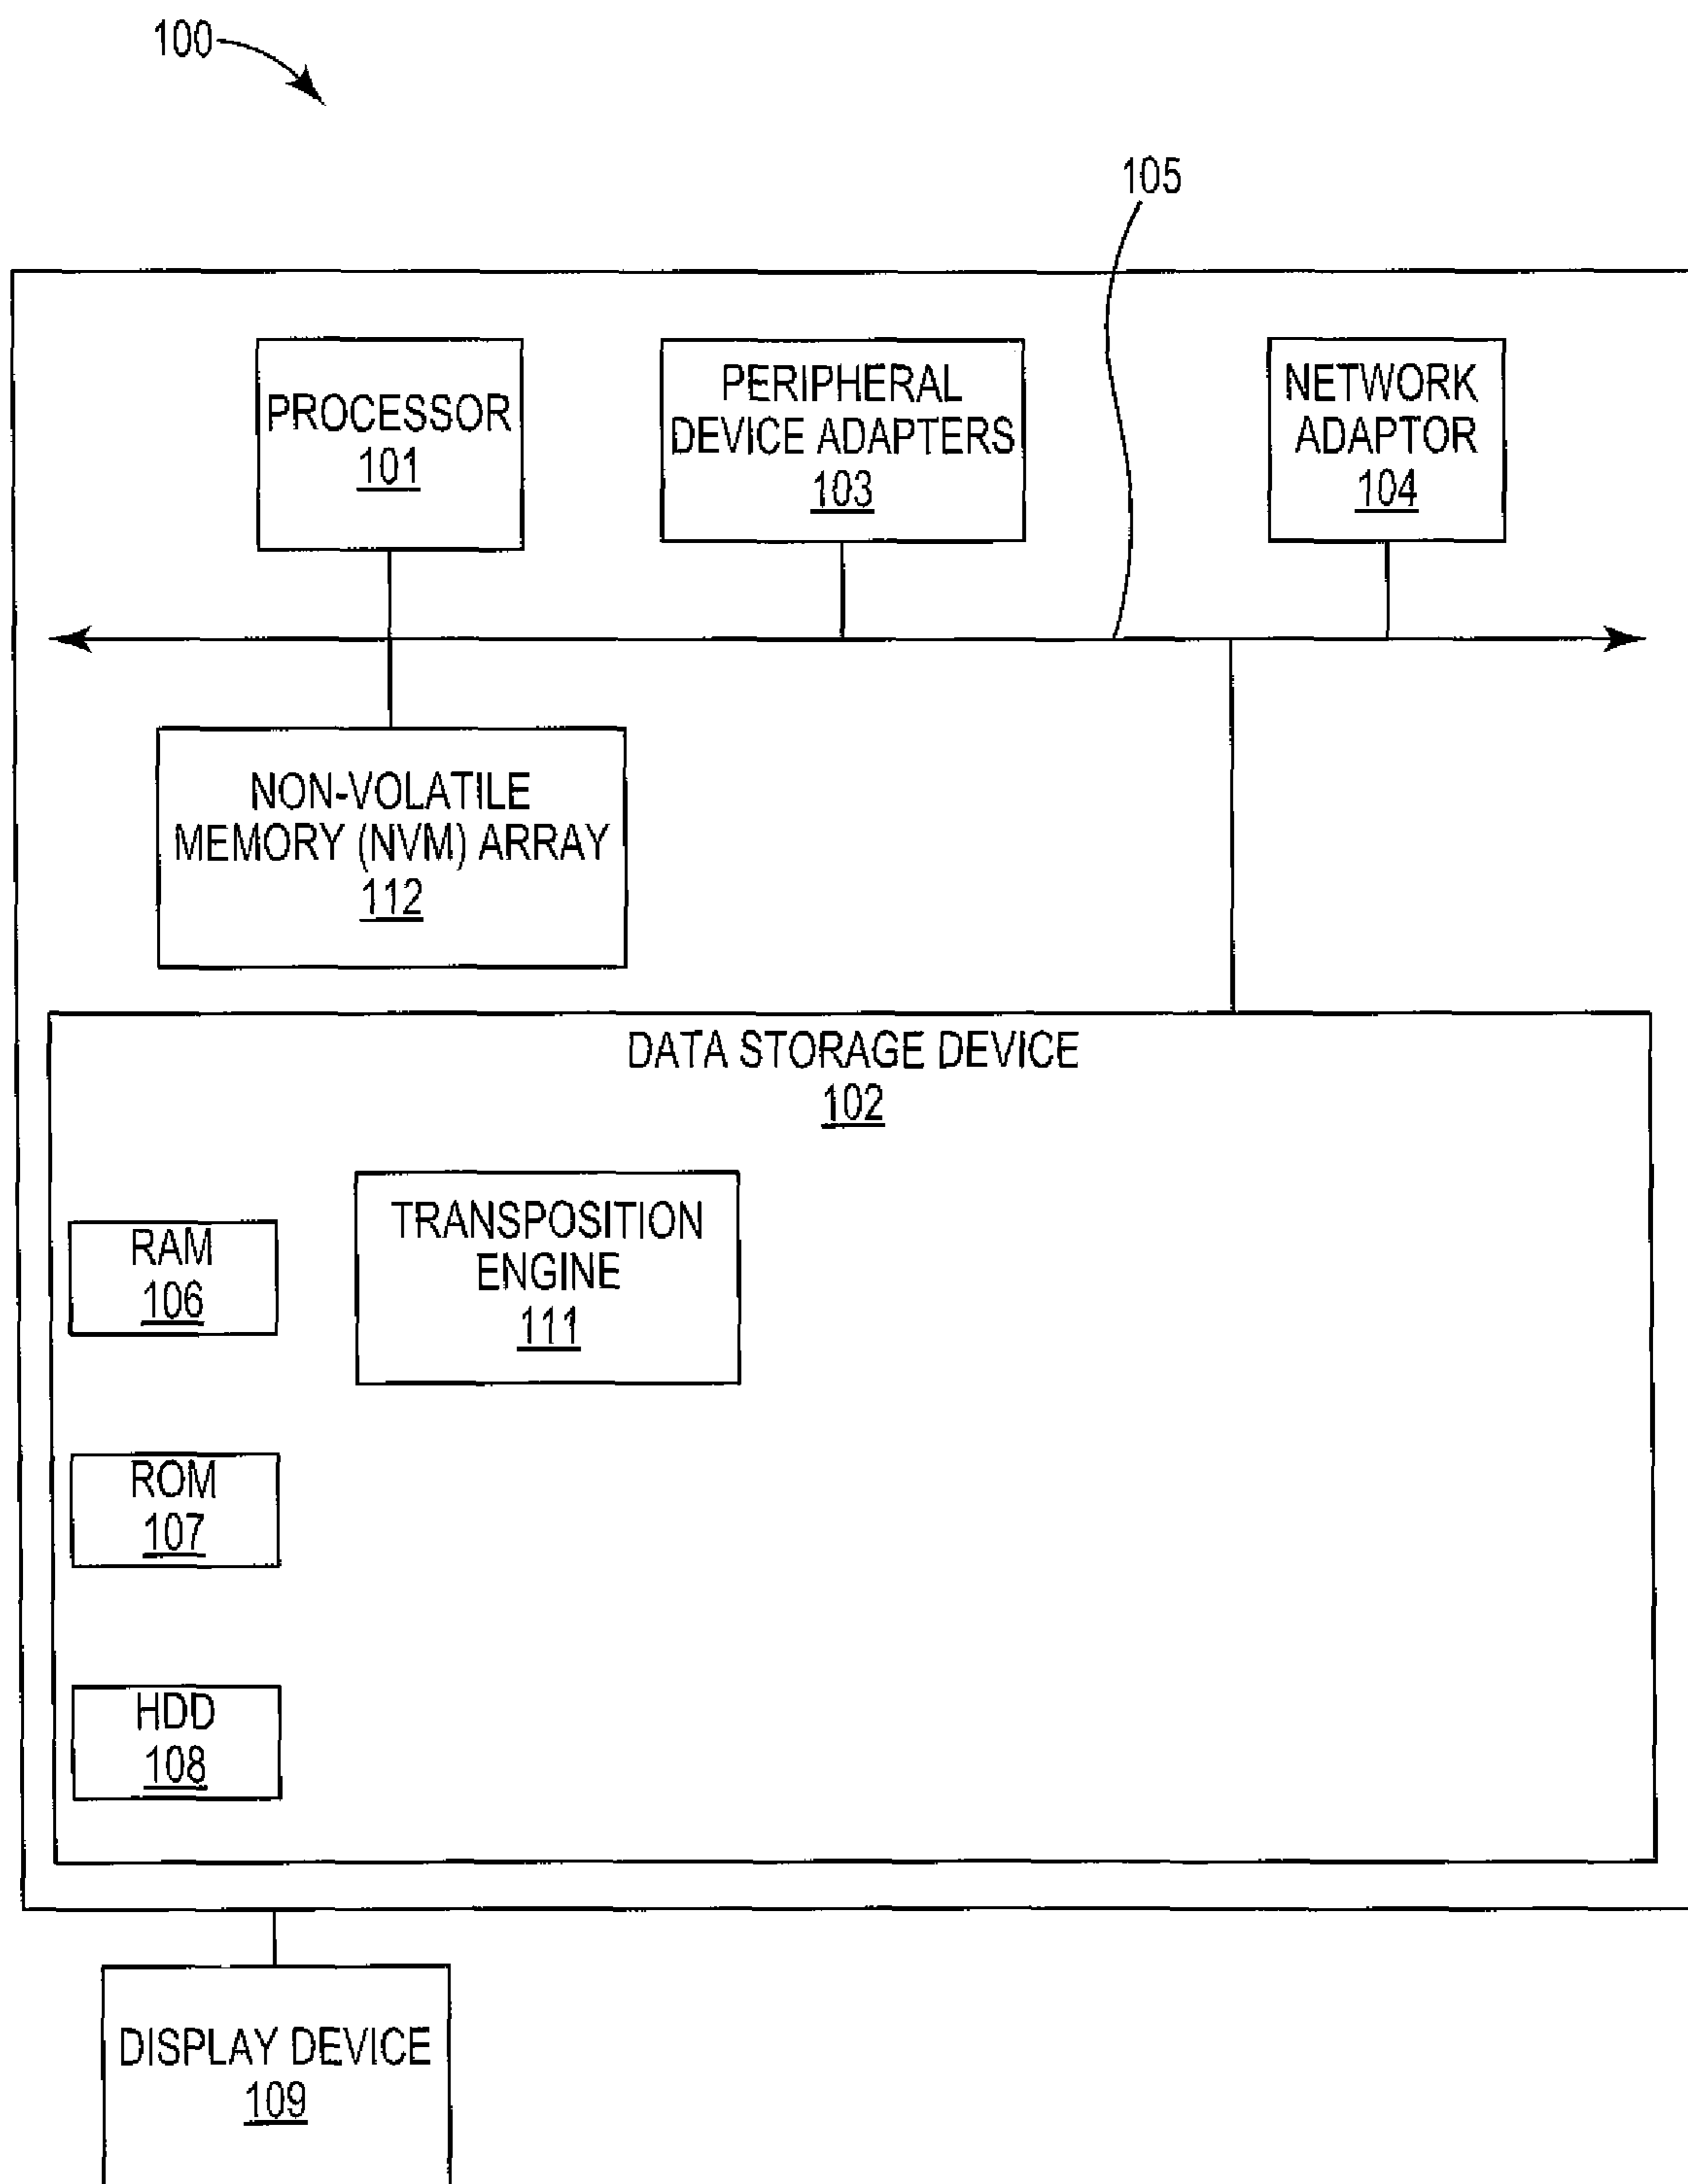 100
105
PROCESSOR
101
PERIPHERAL
DEVICE ADAPTERS
103
NETWORK
ADAPTOR
104
NON-VOLATILE
MEMORY (NVM) ARRAY
112
DATA STORAGE DEVICE
102
TRANSPOSITION
ENGINE
111
RAM
106
ROM
107
HDD
108
DISPLAY DEVICE
109